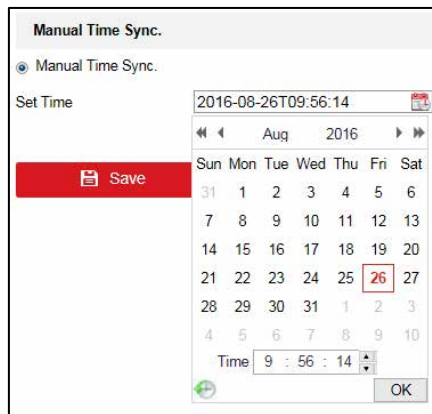 Manual Time Sync.
Manual Time Sync.
Set Time 2016-08-26T09:56:14
Aug 2016
Sun Mon Tue Wed Thu Fri Sat
31 1 2 3 4 5 6
7 8 9 10 11 12 13
14 15 16 17 18 19 20
21 22 23 24 25 26 27
28 29 30 31 1 2 3
4 5 6 7 8 9 10
Time 9 : 56 : 14
OK
Save